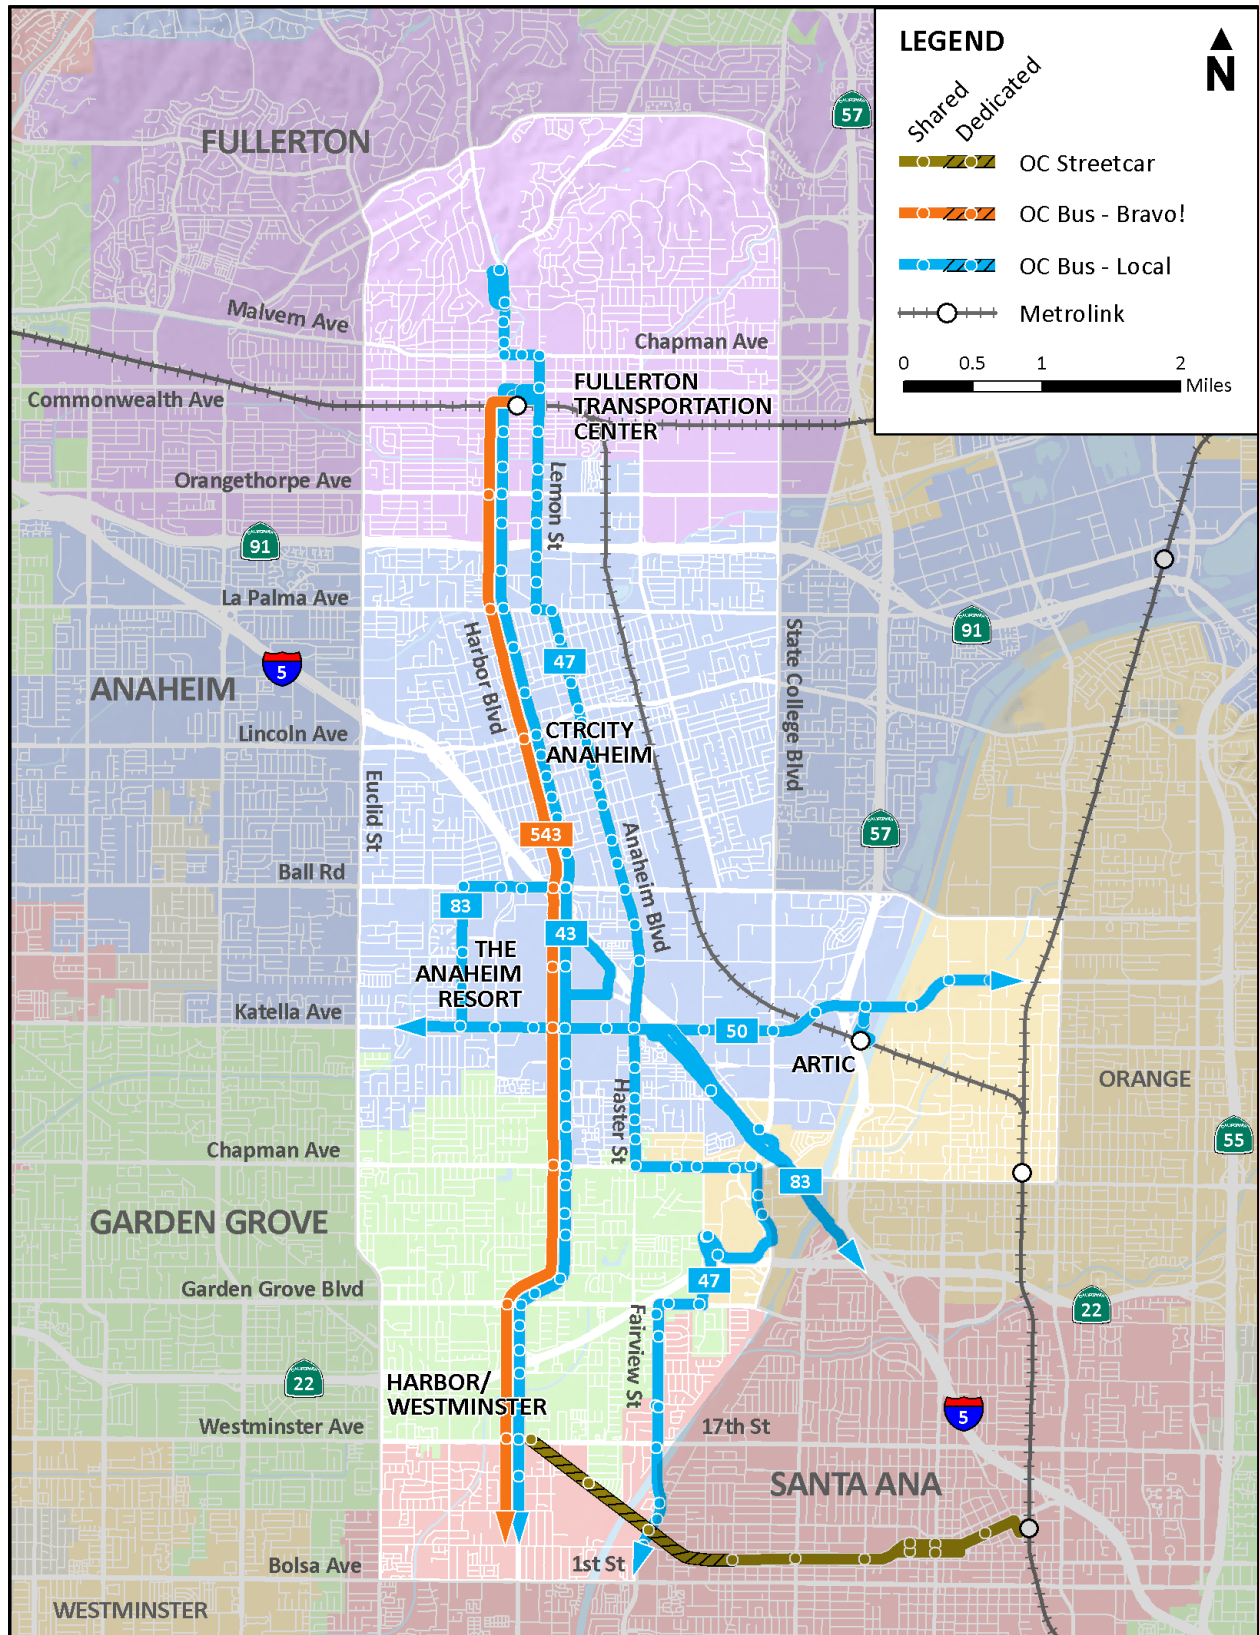 LEGEND
N
Shared
Dedicated
OC Streetcar
OC Bus - Bravo!
OC Bus - Local
Metrolink
0 0.5 1 2
Miles
CALIFORNIA
57
FULLERTON
Malvern Ave
Chapman Ave
FULLERTON
TRANSPORTATION
CENTER
Commonwealth Ave
Orangethorpe Ave
Lemon St
91
La Palma Ave
91
Harbor Blvd
State College Blvd
5
47
ANAHEIM
Lincoln Ave
CTRCITY
ANAHEIM
Euclid St
543
57
Anaheim Blvd
Ball Rd
83
43
THE
ANAHEIM
RESORT
Katella Ave
50
ARTIC
ORANGE
Haster St
55
Chapman Ave
83
GARDEN GROVE
Garden Grove Blvd
47
22
Fairview St
22
HARBOR/
WESTMINSTER
Westminster Ave
17th St
5
SANTA ANA
Bolsa Ave
1st St
WESTMINSTER